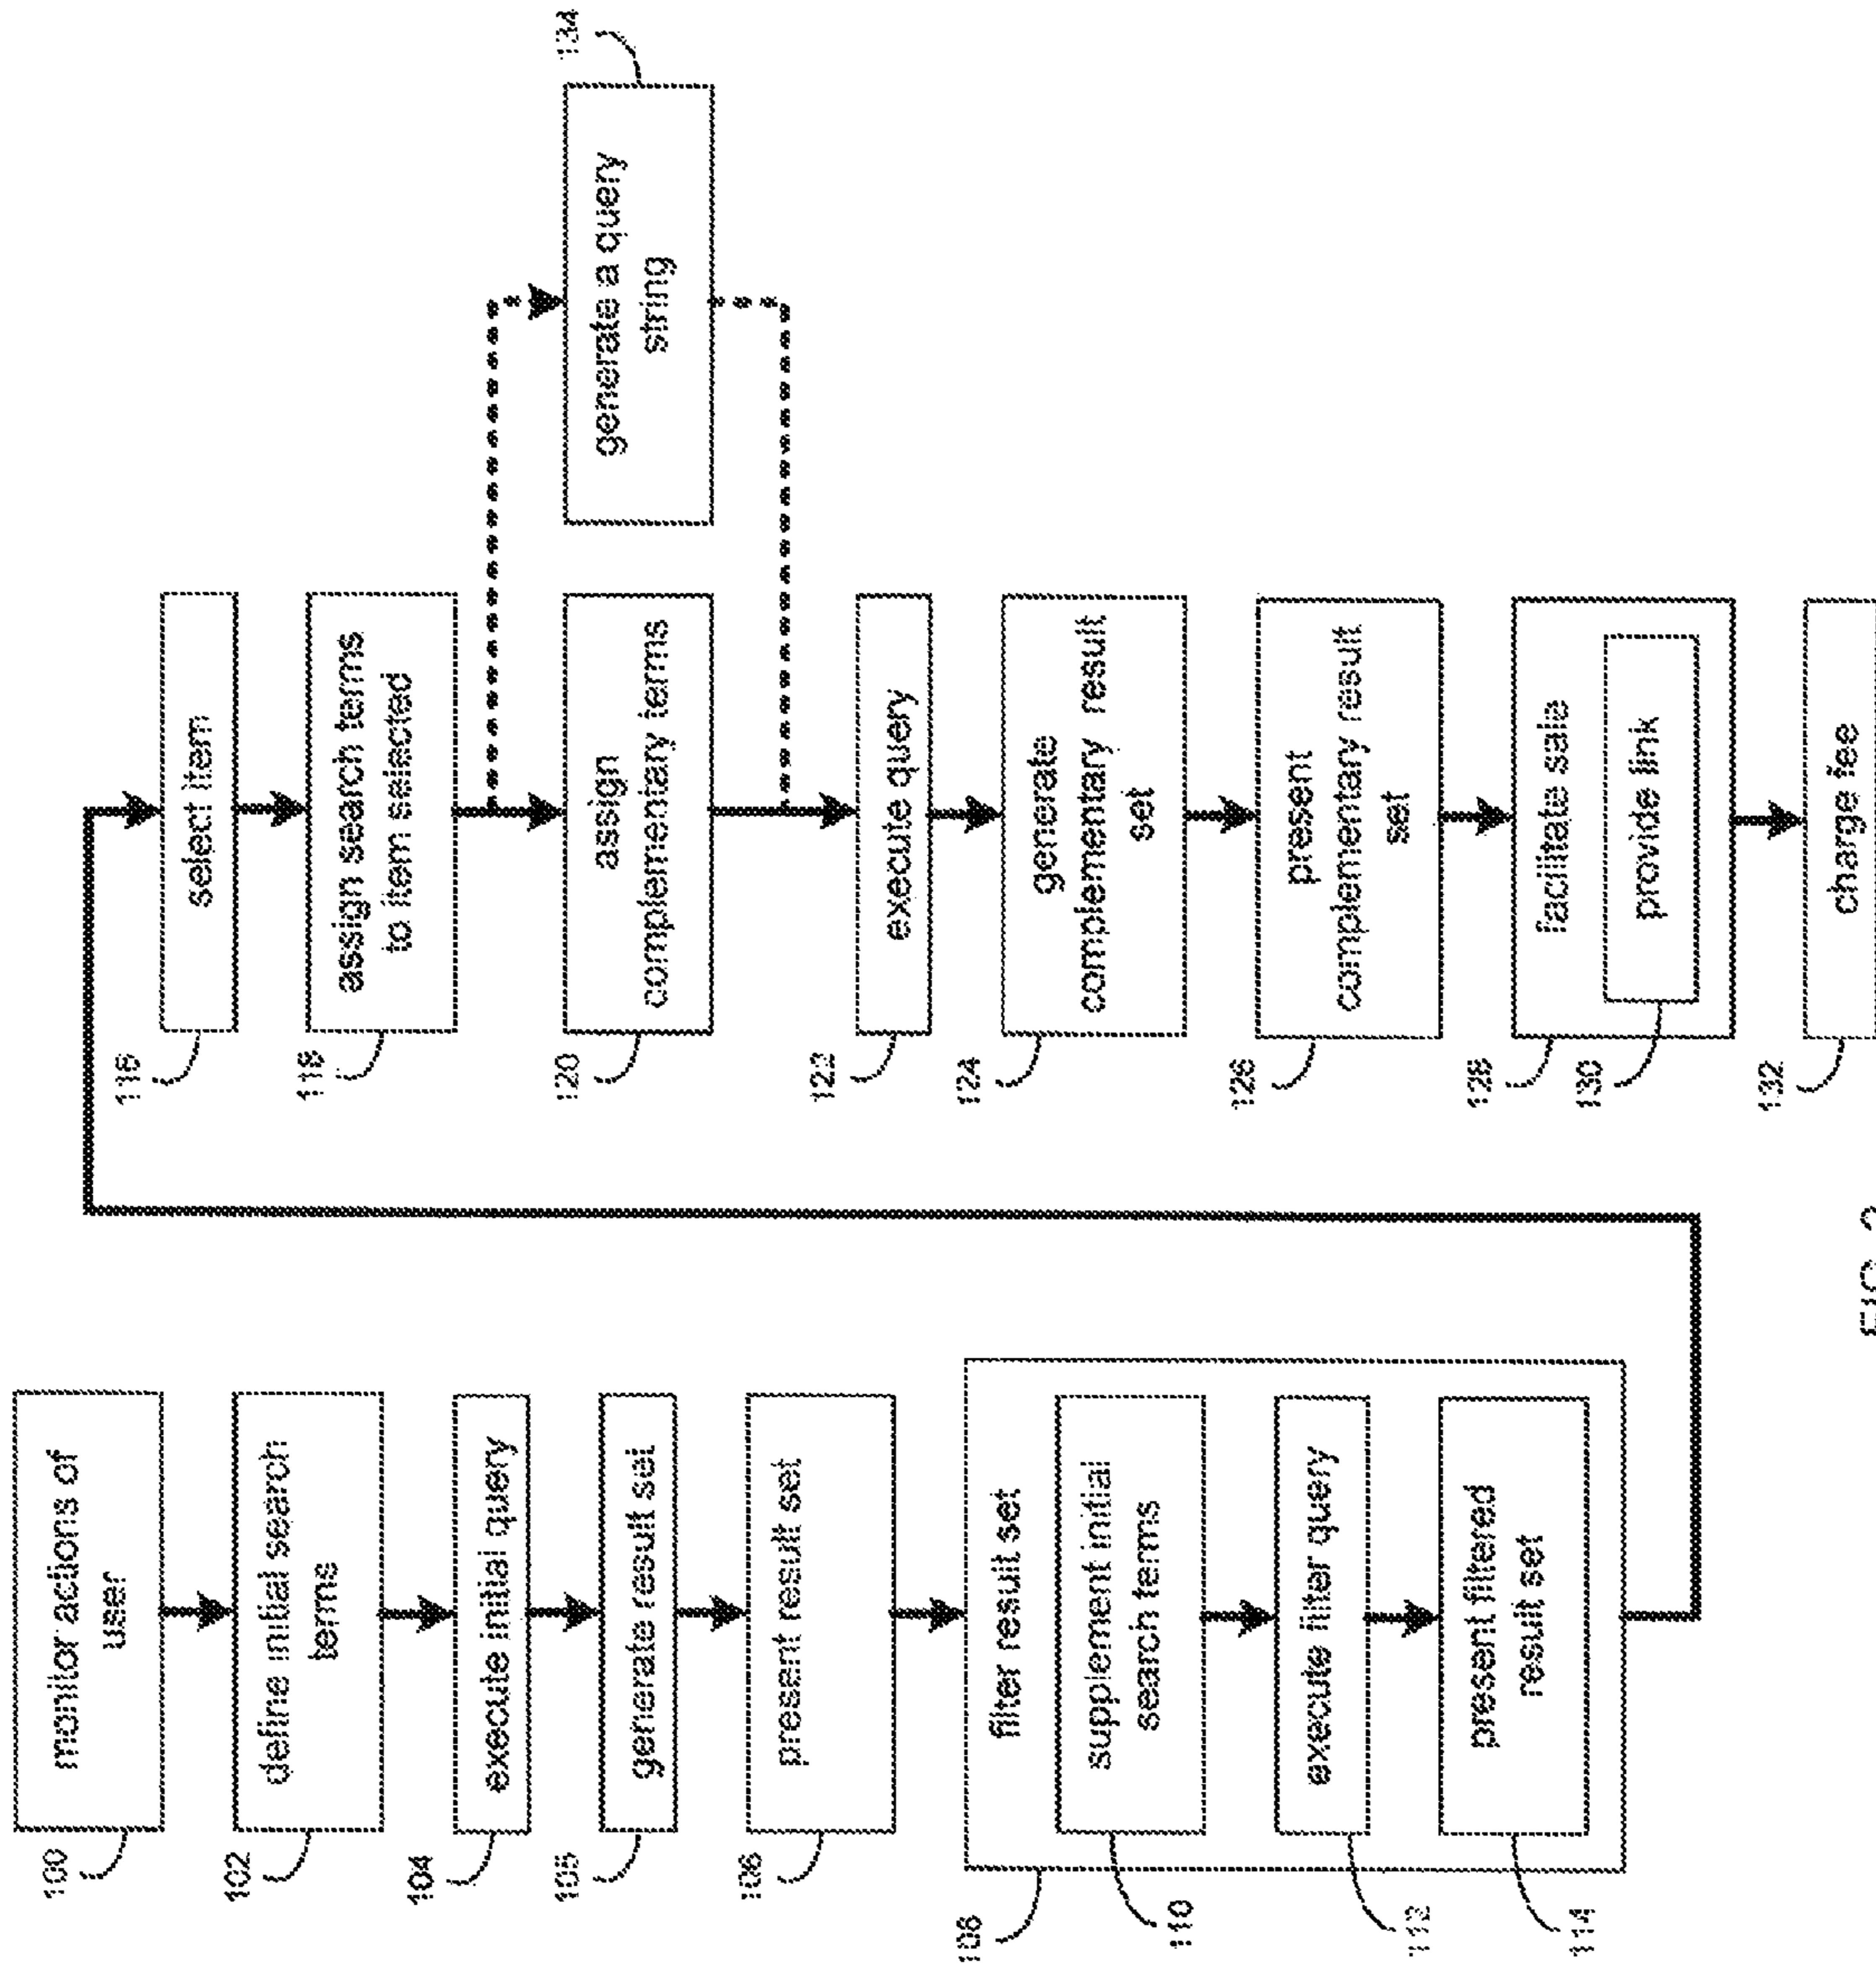 100
monitor actions of
user
102
define initial search
terms
104
execute initial query
105
generate result set
106
present result set
108
filter result set
110
supplement initial
search terms
112
execute filter query
114
present filtered
result set
116
select item
118
assign search terms
to item selected
120
assign
complementary terms
134
generate a query
string
122
execute query
124
generate
complementary result
set
126
present
complementary result
set
128
facilitate sale
130
provide link
132
charge fee
FIG.